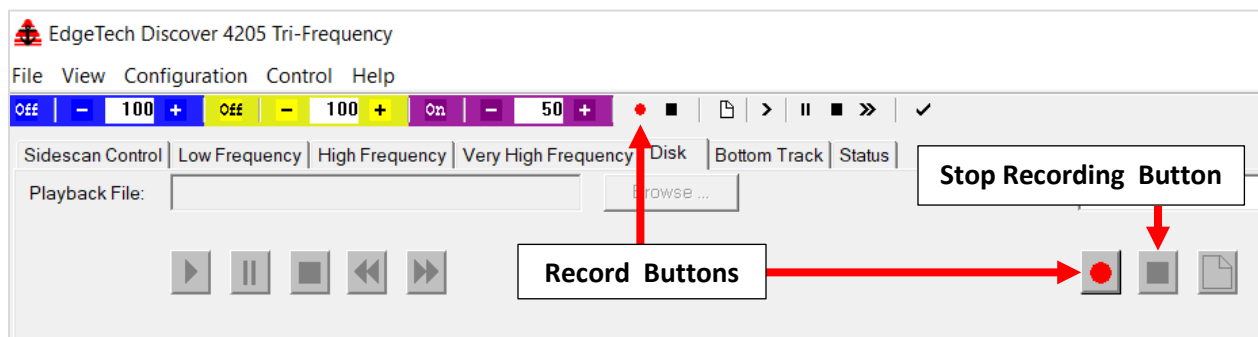 EdgeTech Discover 4205 Tri-Frequency
File View Configuration Control Help
Off - 100 + Off - 100 + On - 50 +
Sidescan Control Low Frequency High Frequency Very High Frequency Disk Bottom Track Status
Stop Recording Button
Playback File: Browse ...
Record Buttons